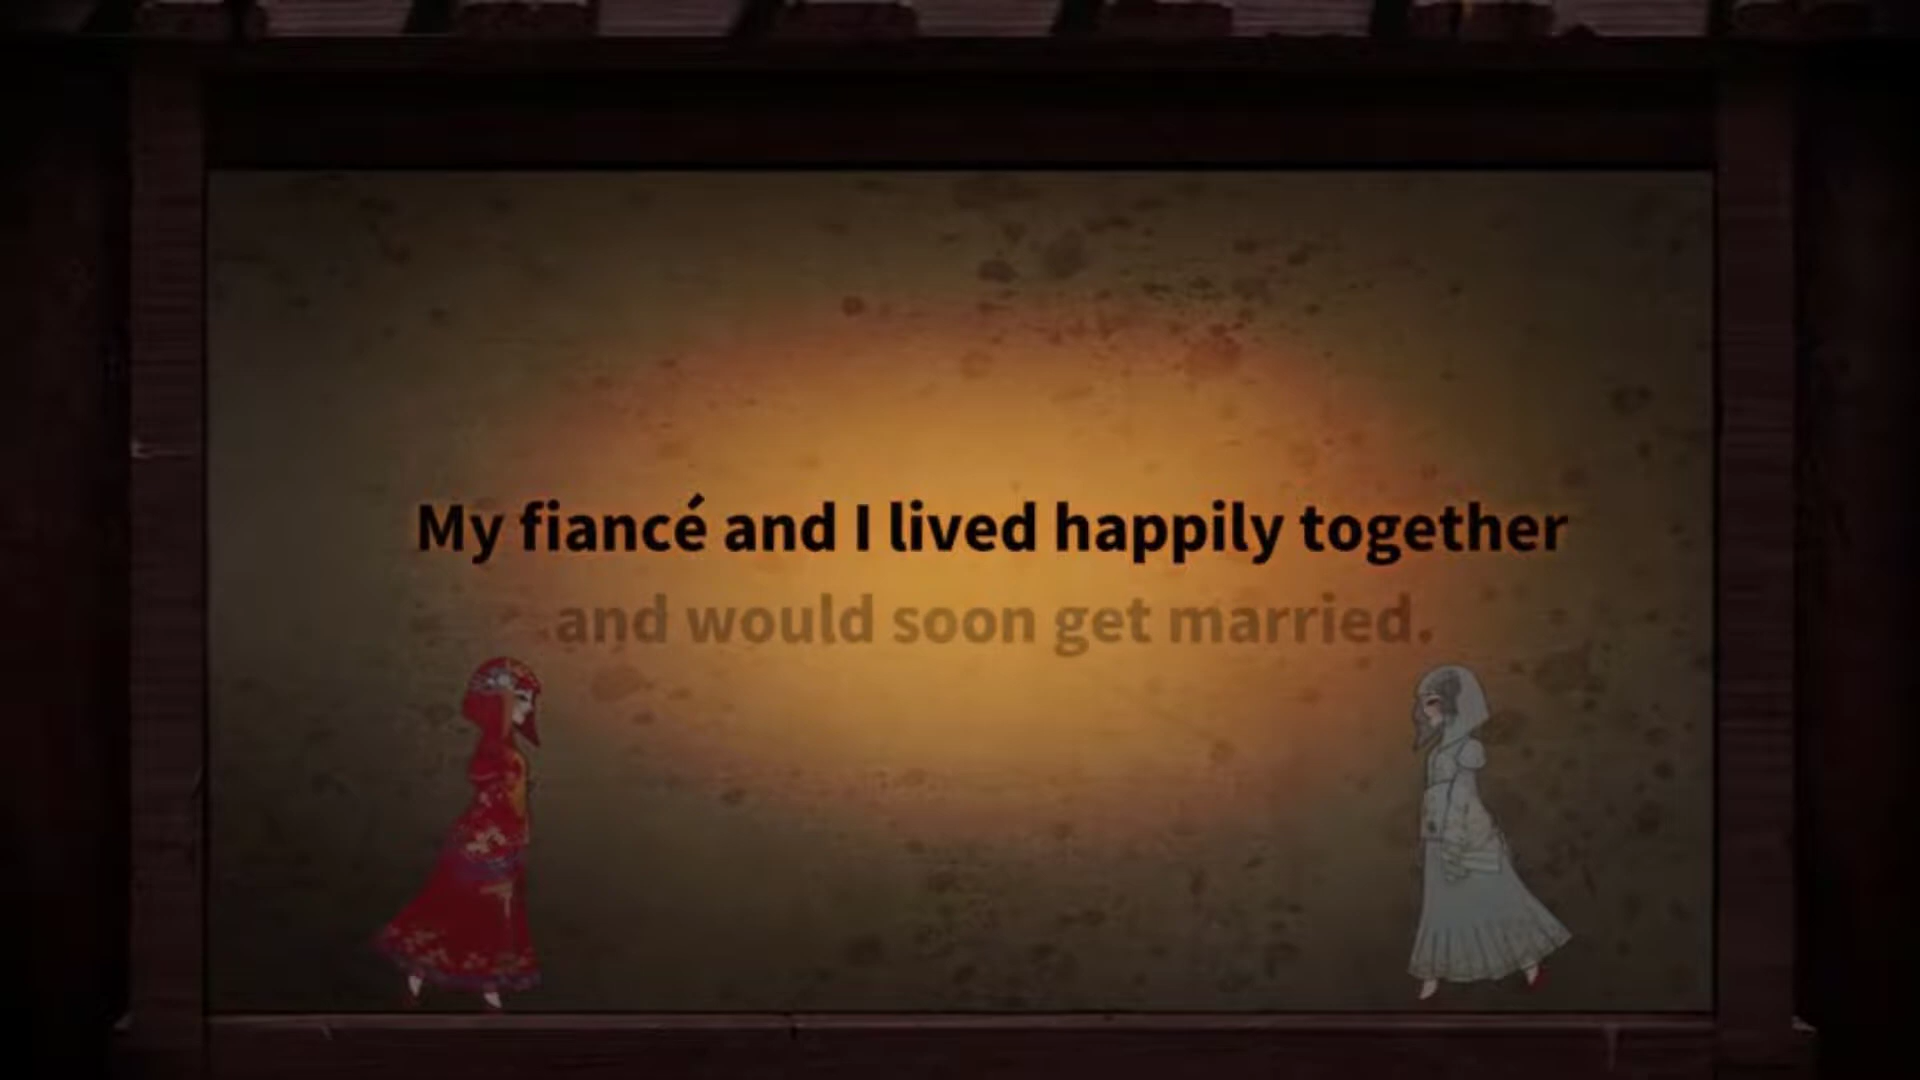 My fiancé and I lived happily together
and would soon get married.